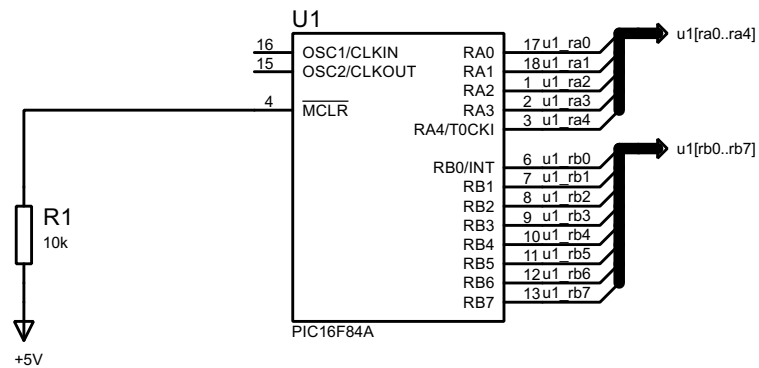 U1
16 OSC1/CLKIN RA0 17 u1_ra0 u1[ra0..ra4]
15 OSC2/CLKOUT RA1 18 u1_ra1
RA2 1 u1_ra2
4 MCLR RA3 2 u1_ra3
RA4/T0CKI 3 u1_ra4
u1[rb0..rb7]
RB0/INT 6 u1_rb0
RB1 7 u1_rb1
RB2 8 u1_rb2
R1 RB3 9 u1_rb3
10k RB4 10 u1_rb4
RB5 11 u1_rb5
RB6 12 u1_rb6
RB7 13 u1_rb7
PIC16F84A
+5V